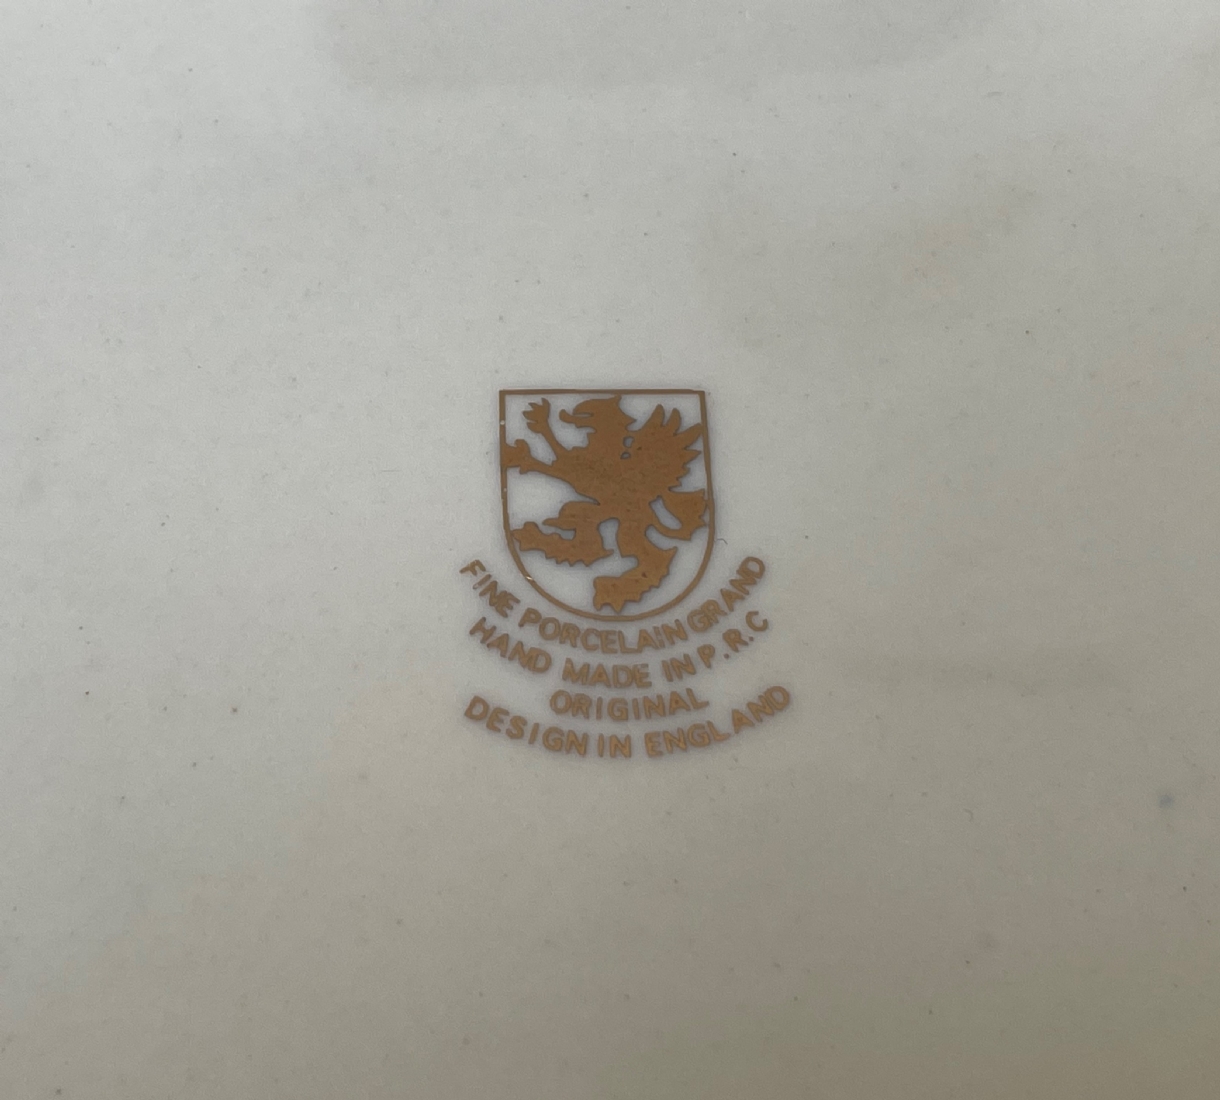 FINE PORCELAIN GRAND
HAND MADE IN P.R.C
ORIGINAL
DESIGN IN ENGLAND